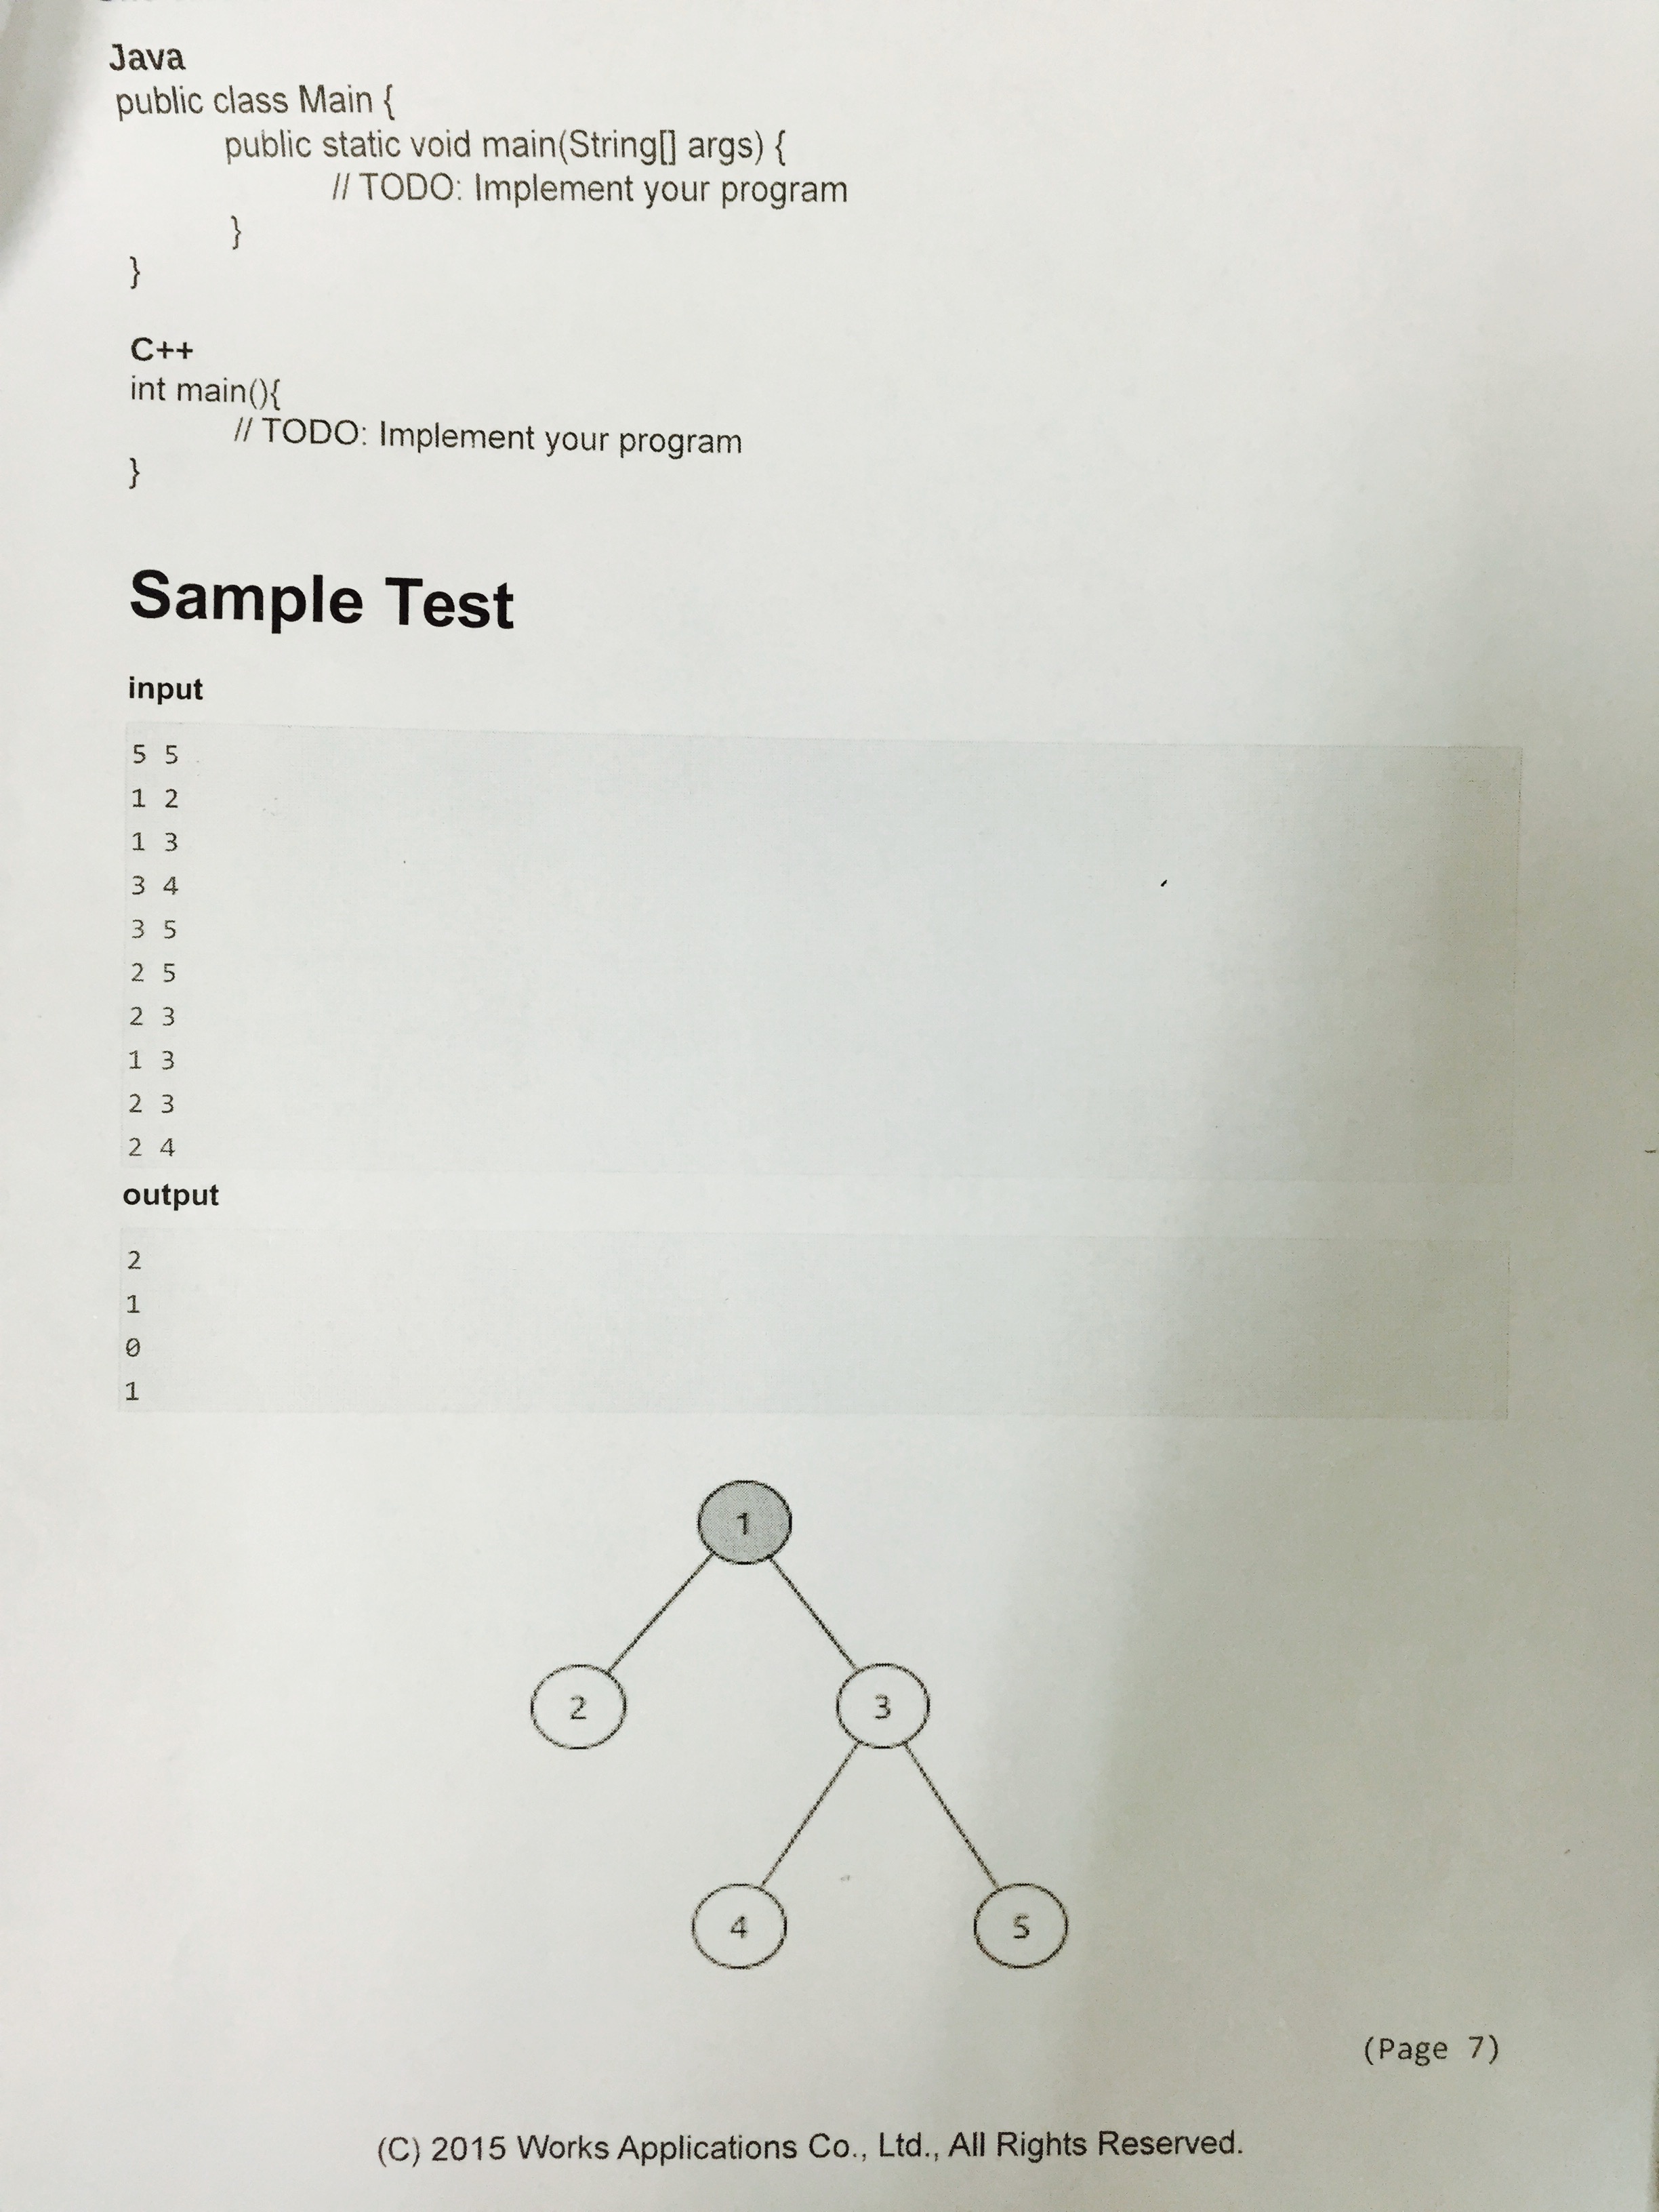 Java
public class Main {
public static void main(String[] args) {
// TODO: Implement your program
}
}
C++
int main(){
// TODO: Implement your program
}
Sample Test
input
5 5
1 2
1 3
3 4
3 5
2 5
2 3
1 3
2 3
2 4
output
2
1
0
1
1
2
3
4
5
(Page 7)
(C) 2015 Works Applications Co., Ltd., All Rights Reserved.